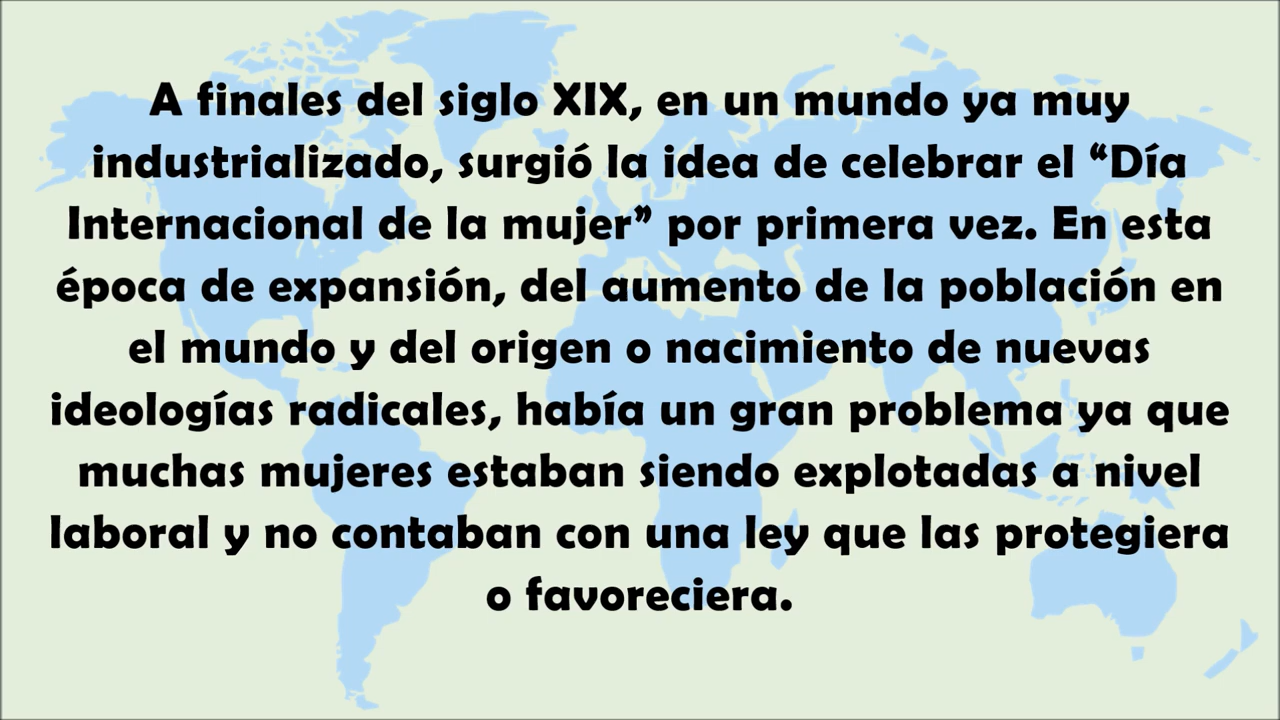 A finales del siglo XIX, en un mundo ya muy
industrializado, surgió la idea de celebrar el “Día
Internacional de la mujer” por primera vez. En esta
época de expansión, del aumento de la población en
el mundo y del origen o nacimiento de nuevas
ideologías radicales, había un gran problema ya que
muchas mujeres estaban siendo explotadas a nivel
laboral y no contaban con una ley que las protegiera
o favoreciera.